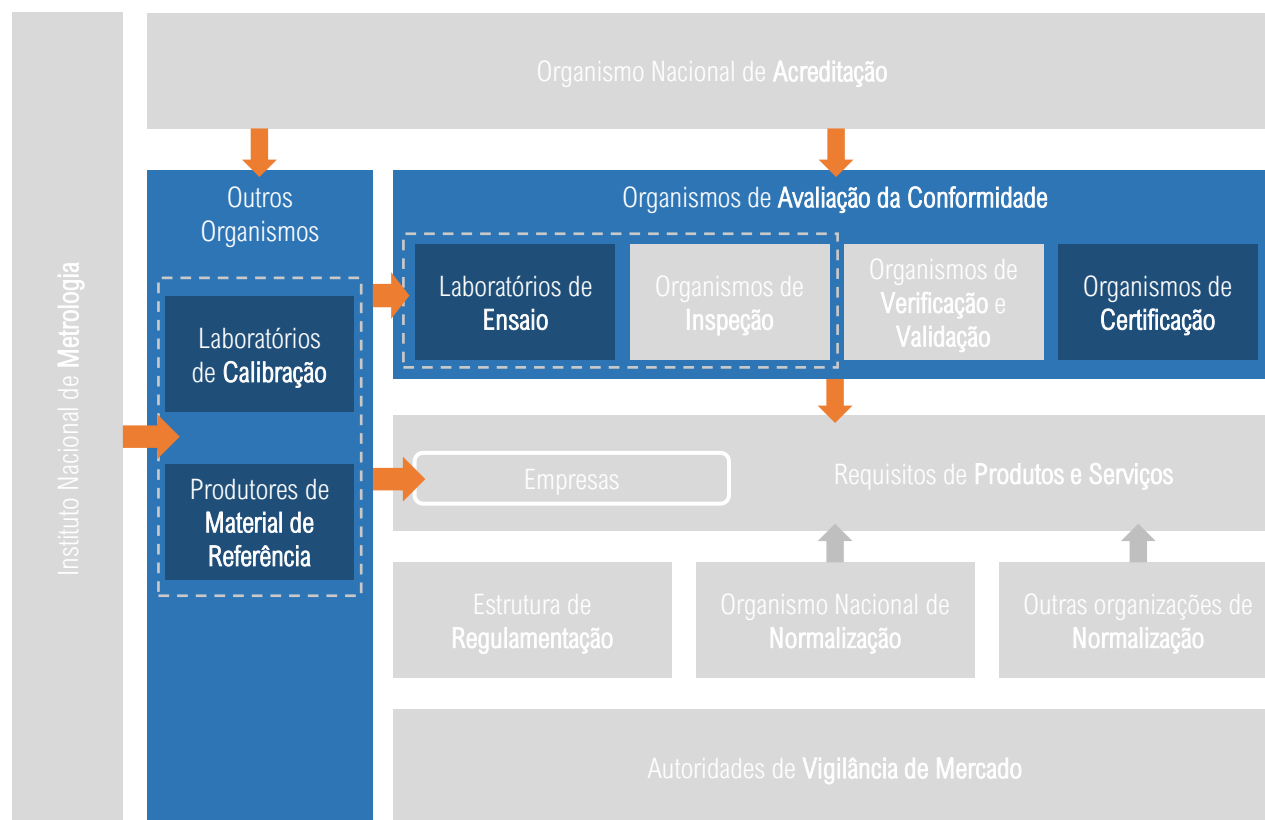 Instituto Nacional de Metrologia
Organismo Nacional de Acreditação
Outros
Organismos
Laboratórios
de Calibração
Produtores de
Material de
Referência
Organismos de Avaliação da Conformidade
Laboratórios de
Ensaio
Organismos de
Inspeção
Organismos de
Verificação e
Validação
Organismos de
Certificação
Empresas
Requisitos de Produtos e Serviços
Estrutura de
Regulamentação
Organismo Nacional de
Normalização
Outras organizações de
Normalização
Autoridades de Vigilância de Mercado